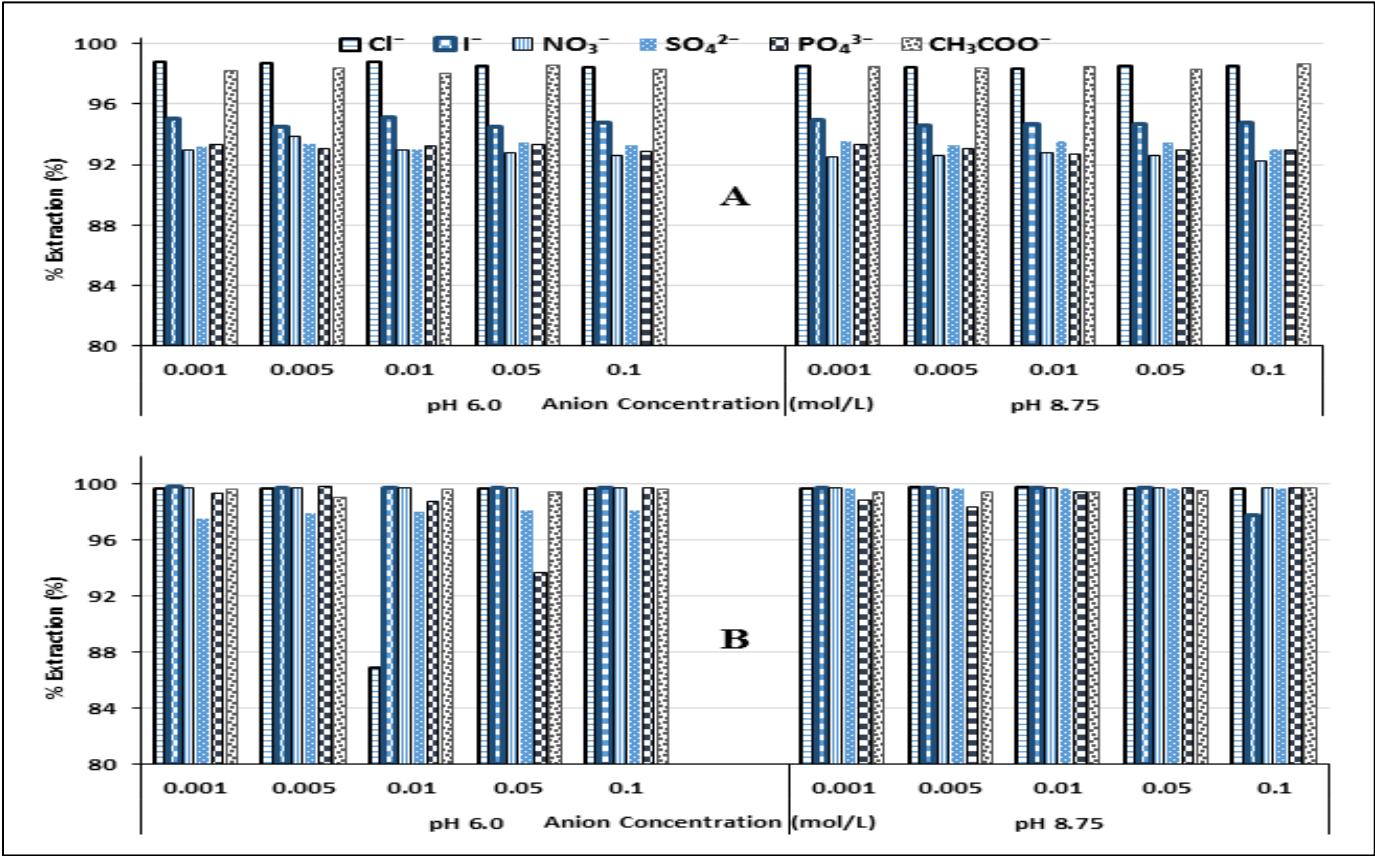 % Extraction (%)
100
96
92
88
84
80
Cl⁻ I⁻ NO₃⁻ SO₄²⁻ PO₄³⁻ CH₃COO⁻
A
0.001 0.005 0.01 0.05 0.1 0.001 0.005 0.01 0.05 0.1
pH 6.0 Anion Concentration (mol/L) pH 8.75
% Extraction (%)
100
96
92
88
84
80
B
0.001 0.005 0.01 0.05 0.1 0.001 0.005 0.01 0.05 0.1
pH 6.0 Anion Concentration (mol/L) pH 8.75